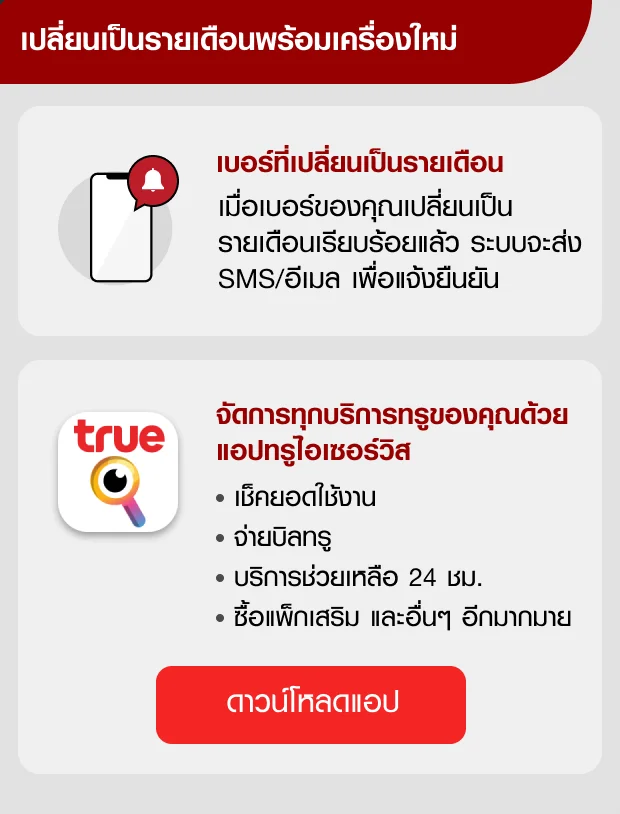 เปลี่ยนเป็นรายเดือนพร้อมเครื่องใหม่
เบอร์ที่เปลี่ยนเป็นรายเดือน
เมื่อเบอร์ของคุณเปลี่ยนเป็น
รายเดือนเรียบร้อยแล้ว ระบบจะส่ง
SMS/อีเมล เพื่อแจ้งยืนยัน
true
จัดการทุกบริการทรูของคุณด้วย
แอปทรูไอเซอร์วิส
• เช็คยอดใช้งาน
• จ่ายบิลทรู
• บริการช่วยเหลือ 24 ชม.
• ซื้อแพ็กเสริม และอื่นๆ อีกมากมาย
ดาวน์โหลดแอป